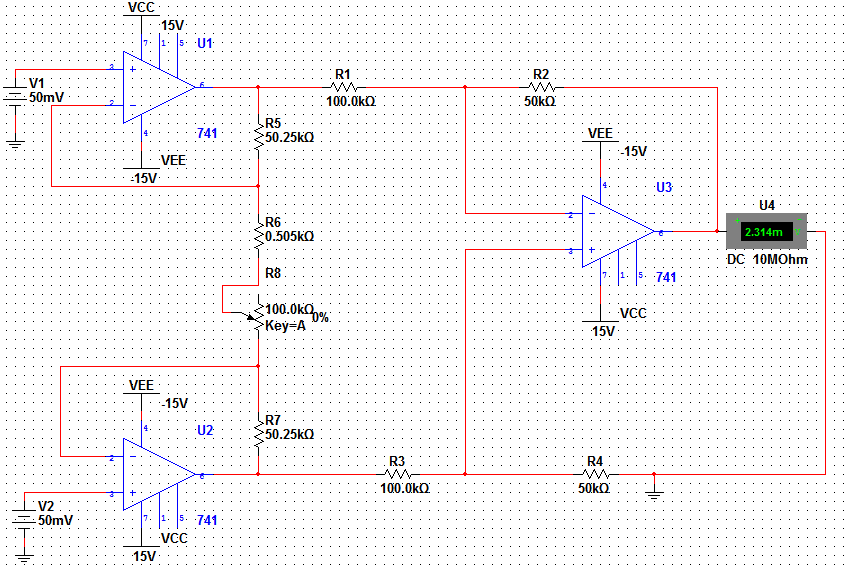 VCC
15V
7 1 5
U1
3
+
V1
50mV
2
−
6
4
741
VEE
-15V
R1
100.0kΩ
R2
50kΩ
R5
50.25kΩ
R6
0.505kΩ
R8
100.0kΩ
0%
Key=A
VEE
-15V
4
U3
2
−
3
+
6
7 1 5
741
VCC
15V
U4
+
2.314m
DC 10MOhm
VEE
-15V
4
U2
2
−
3
+
6
V2
50mV
7 1 5
741
VCC
15V
R7
50.25kΩ
R3
100.0kΩ
R4
50kΩ